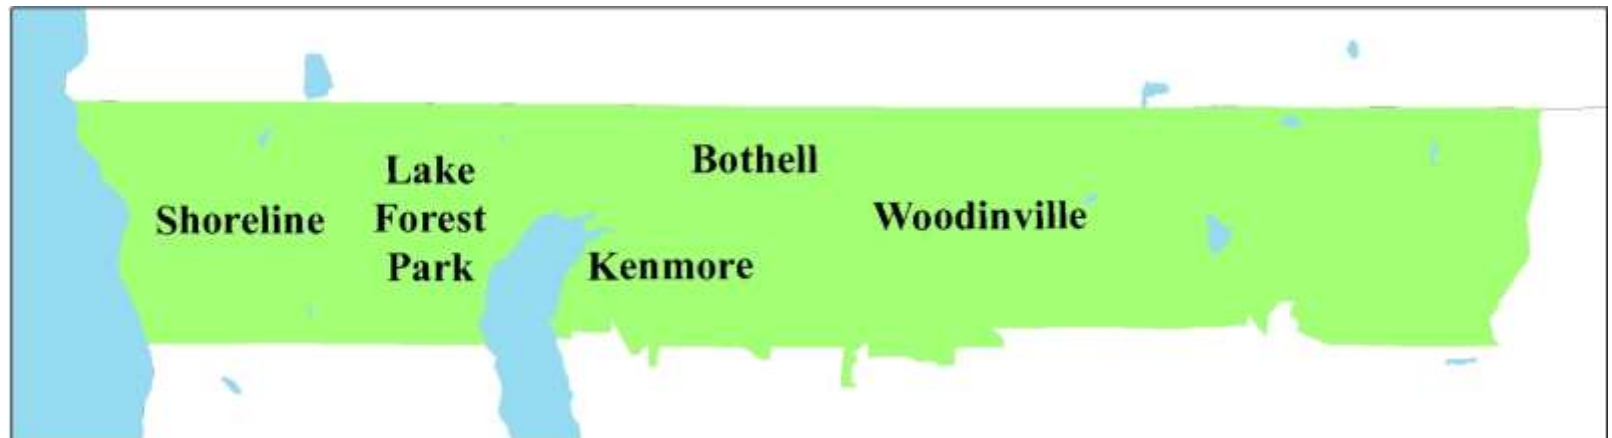 Shoreline
Lake
Forest
Park
Kenmore
Bothell
Woodinville